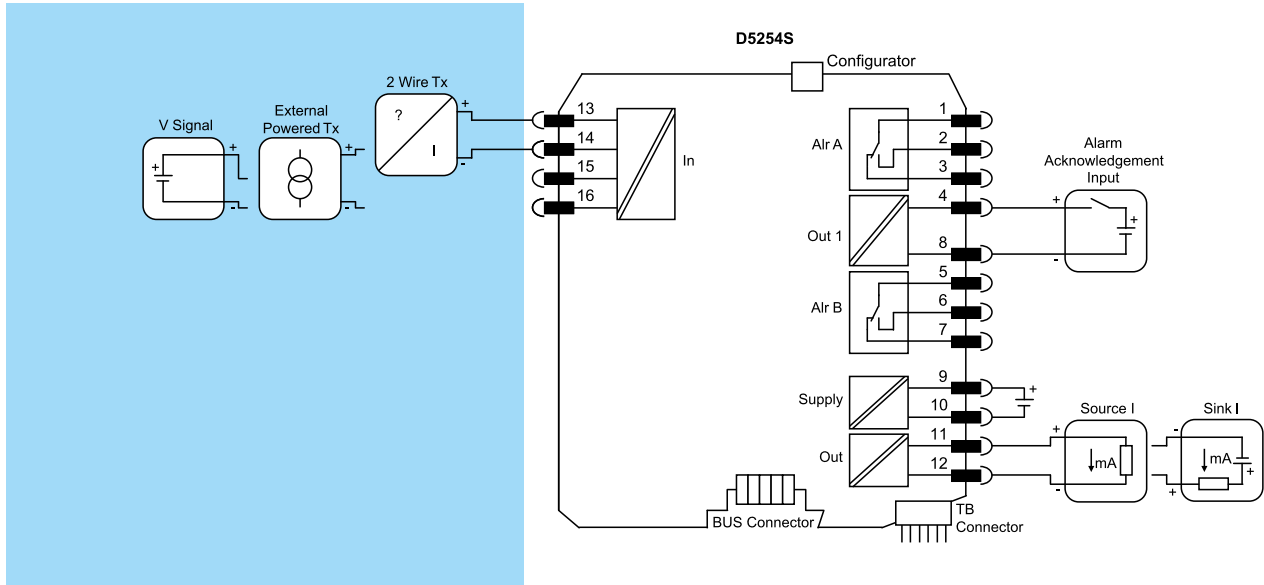 D5254S
Configurator
V Signal
+
+
-
External
Powered Tx
+
-
2 Wire Tx
?
I
+
-
13
14
15
16
In
Alr A
1
2
3
Out 1
4
8
Alr B
5
6
7
Supply
9
10
+
Out
11
12
Alarm
Acknowledgement
Input
+
+
-
Source I
+
mA
-
Sink I
-
mA
+
+
BUS Connector
TB
Connector